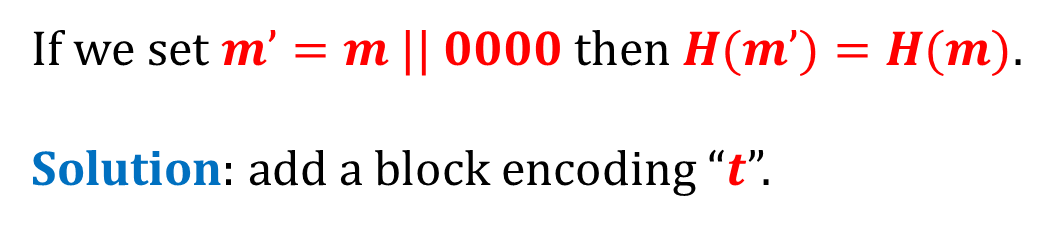 If we set m’ = m || 0000 then H(m’) = H(m).
Solution: add a block encoding “t”.